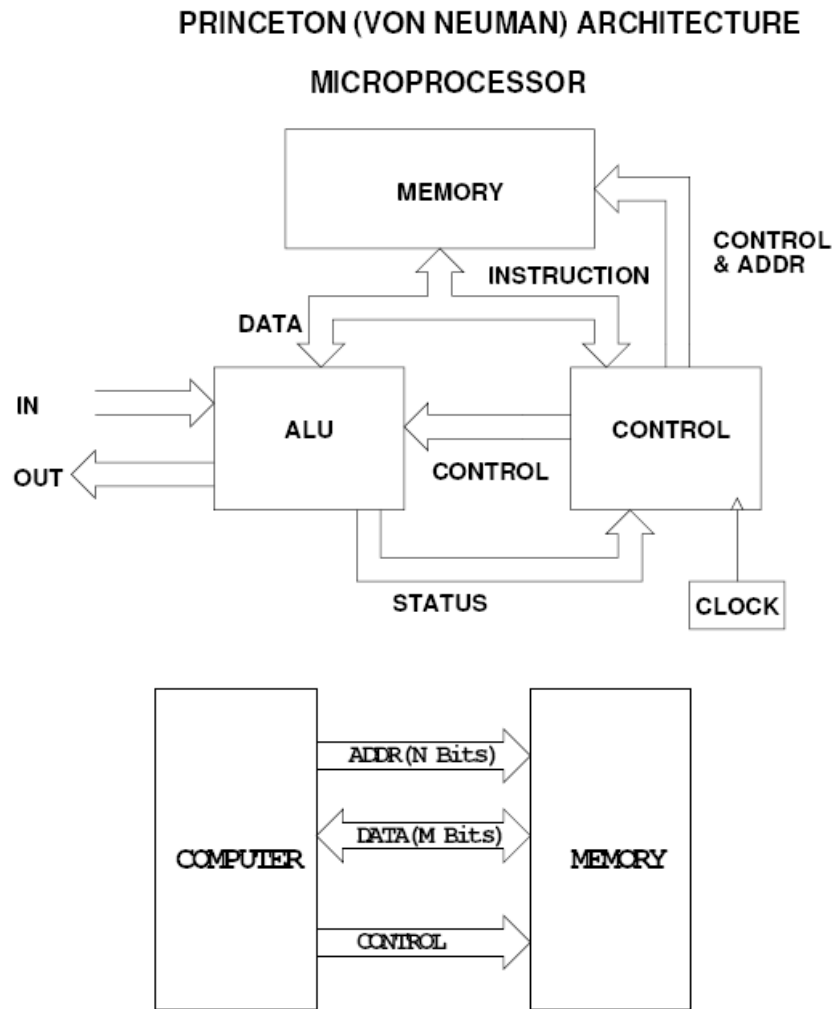 PRINCETON (VON NEUMAN) ARCHITECTURE
MICROPROCESSOR
MEMORY
CONTROL
& ADDR
INSTRUCTION
DATA
IN
ALU
CONTROL
OUT
CONTROL
STATUS
CLOCK
ADDR(N Bits)
DATA(M Bits)
COMPUTER
MEMORY
CONTROL